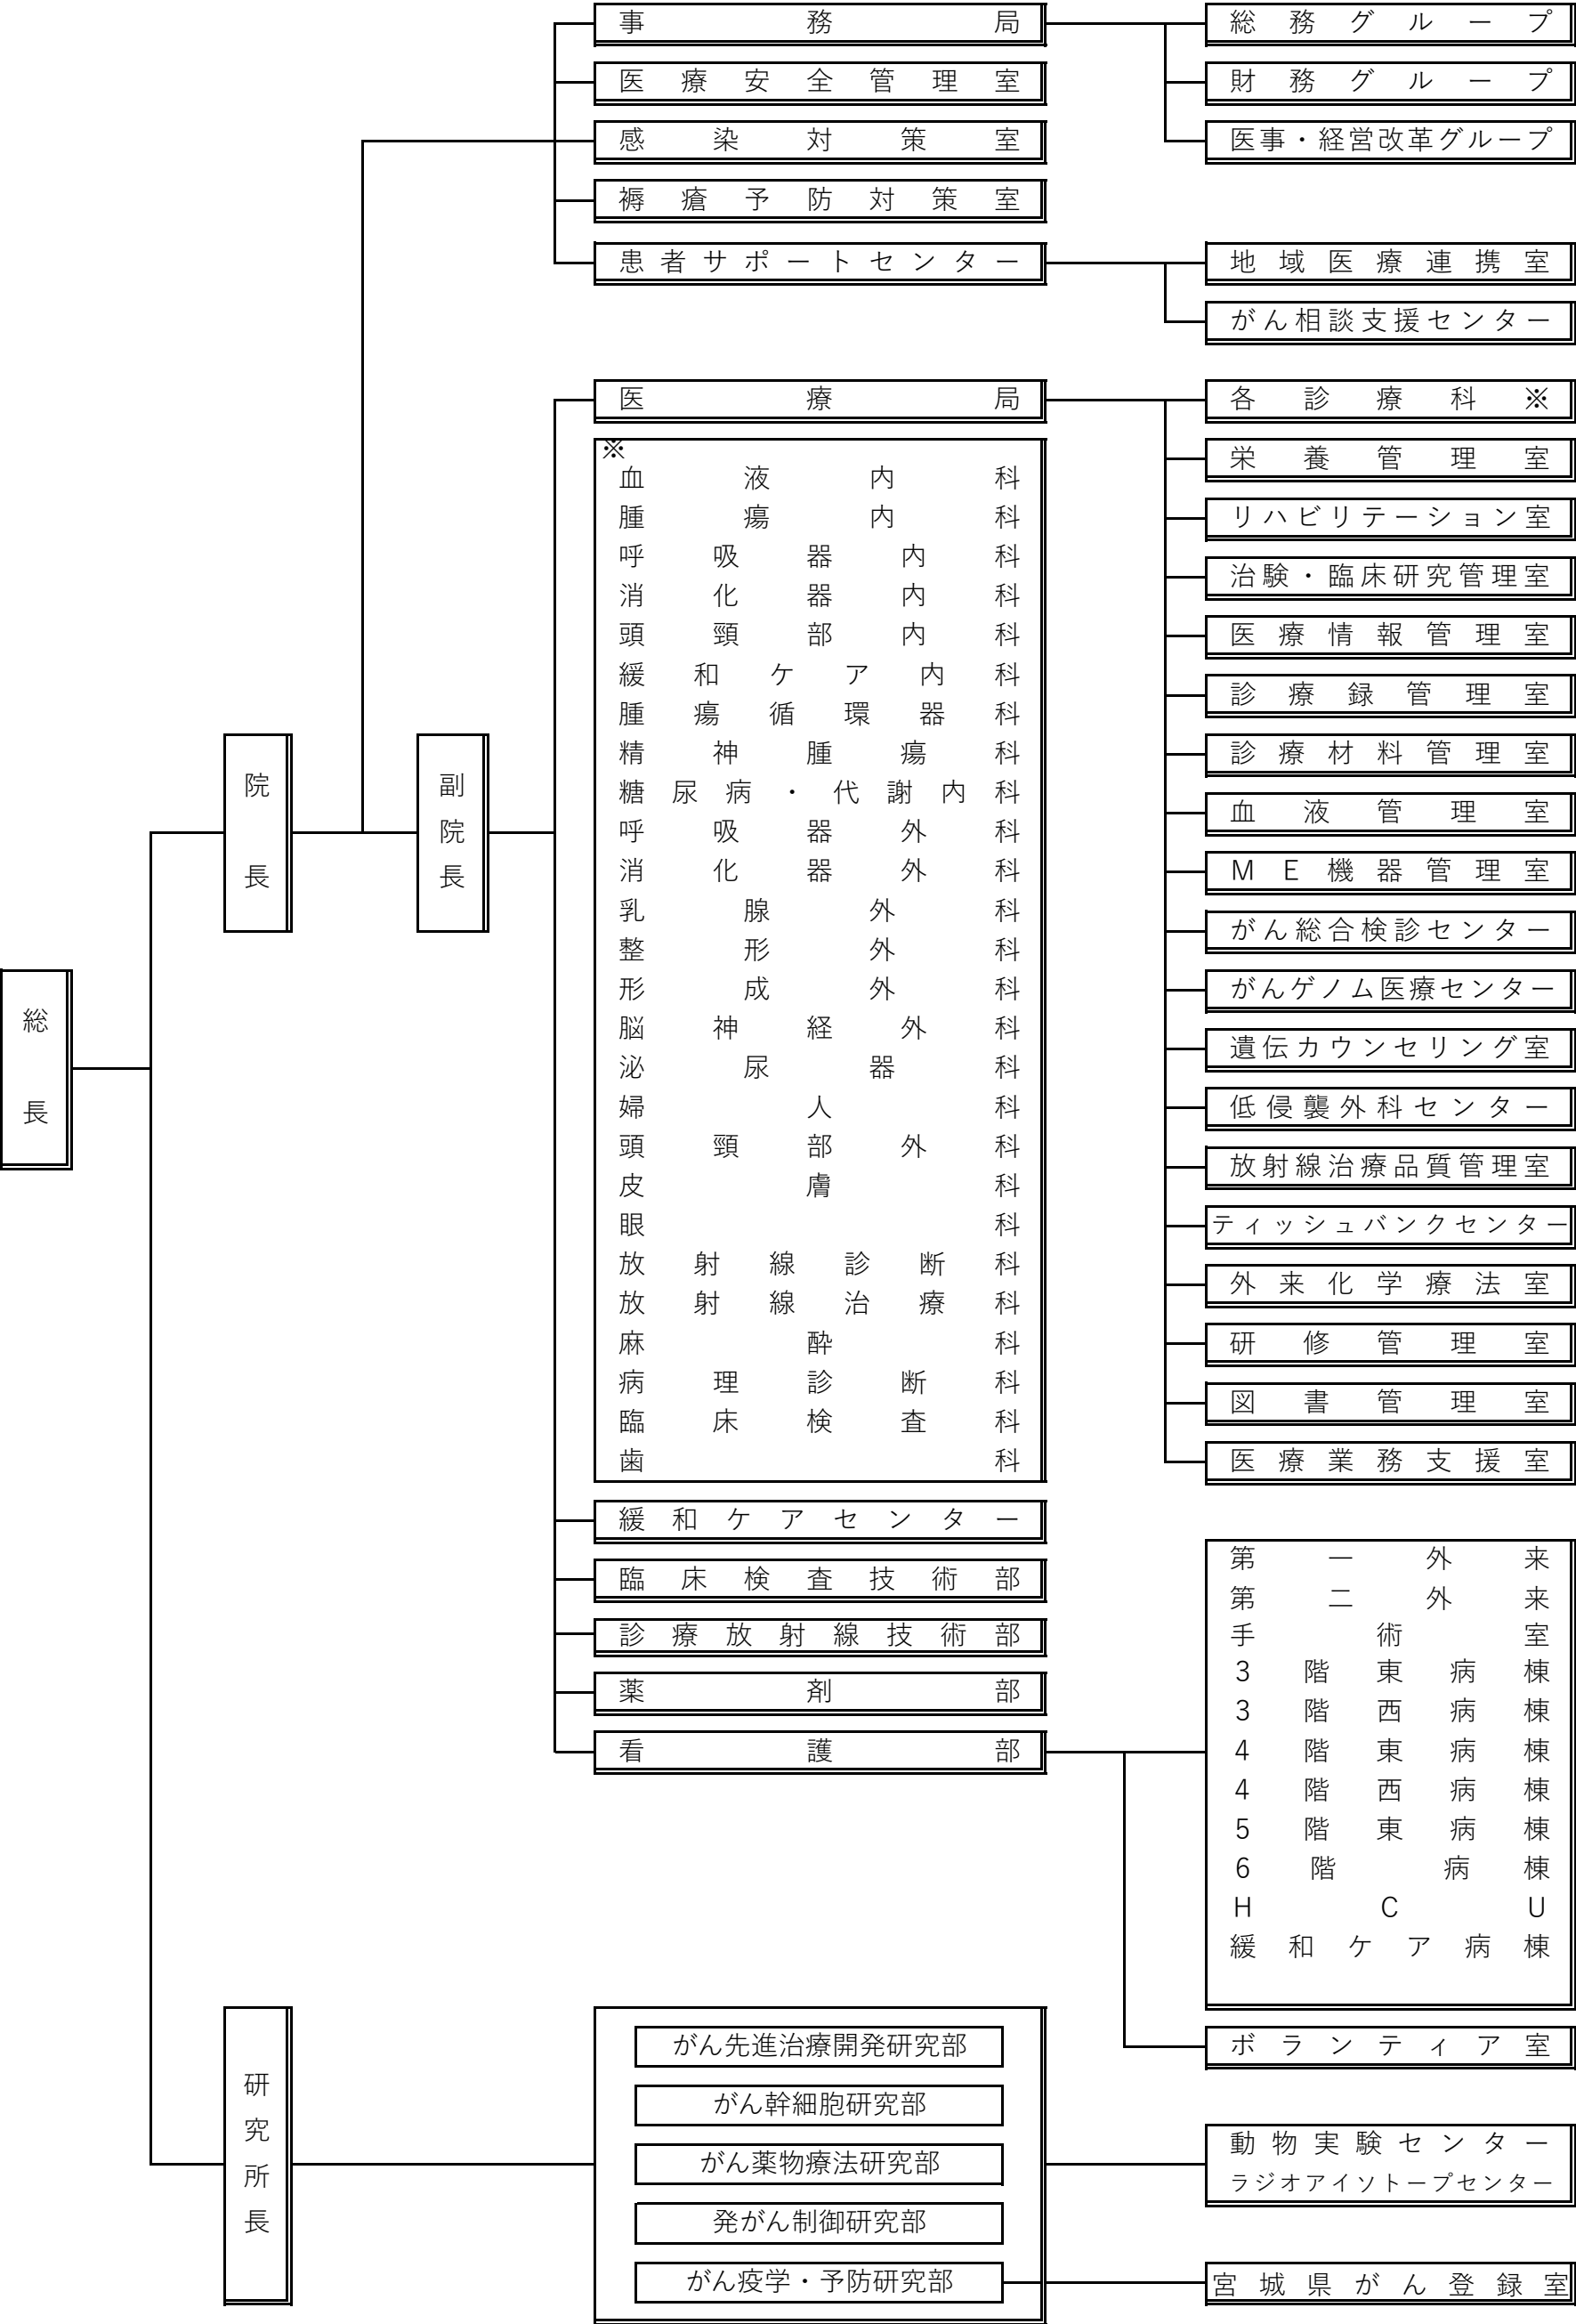 総長
院長
副院長
研究所長
事務局
医療安全管理室
感染対策室
褥瘡予防対策室
患者サポートセンター
総務グループ
財務グループ
医事・経営改革グループ
地域医療連携室
がん相談支援センター
医療局
※
血液内科
腫瘍内科
呼吸器内科
消化器内科
頭頸部内科
緩和ケア内科
腫瘍循環器科
精神腫瘍科
糖尿病・代謝内科
呼吸器外科
消化器外科
乳腺外科
整形外科
形成外科
脳神経外科
泌尿器科
婦人科
頭頸部外科
皮膚科
眼科
放射線診断科
放射線治療科
麻酔科
病理診断科
臨床検査科
歯科
各診療科※
栄養管理室
リハビリテーション室
治験・臨床研究管理室
医療情報管理室
診療録管理室
診療材料管理室
血液管理室
ME機器管理室
がん総合検診センター
がんゲノム医療センター
遺伝カウンセリング室
低侵襲外科センター
放射線治療品質管理室
ティッシュバンクセンター
外来化学療法室
研修管理室
図書管理室
医療業務支援室
緩和ケアセンター
臨床検査技術部
診療放射線技術部
薬剤部
看護部
第一外来
第二外来
手術室
3階東病棟
3階西病棟
4階東病棟
4階西病棟
5階東病棟
6階病棟
HCU
緩和ケア病棟
ボランティア室
がん先進治療開発研究部
がん幹細胞研究部
がん薬物療法研究部
発がん制御研究部
がん疫学・予防研究部
動物実験センター
ラジオアイソトープセンター
宮城県がん登録室